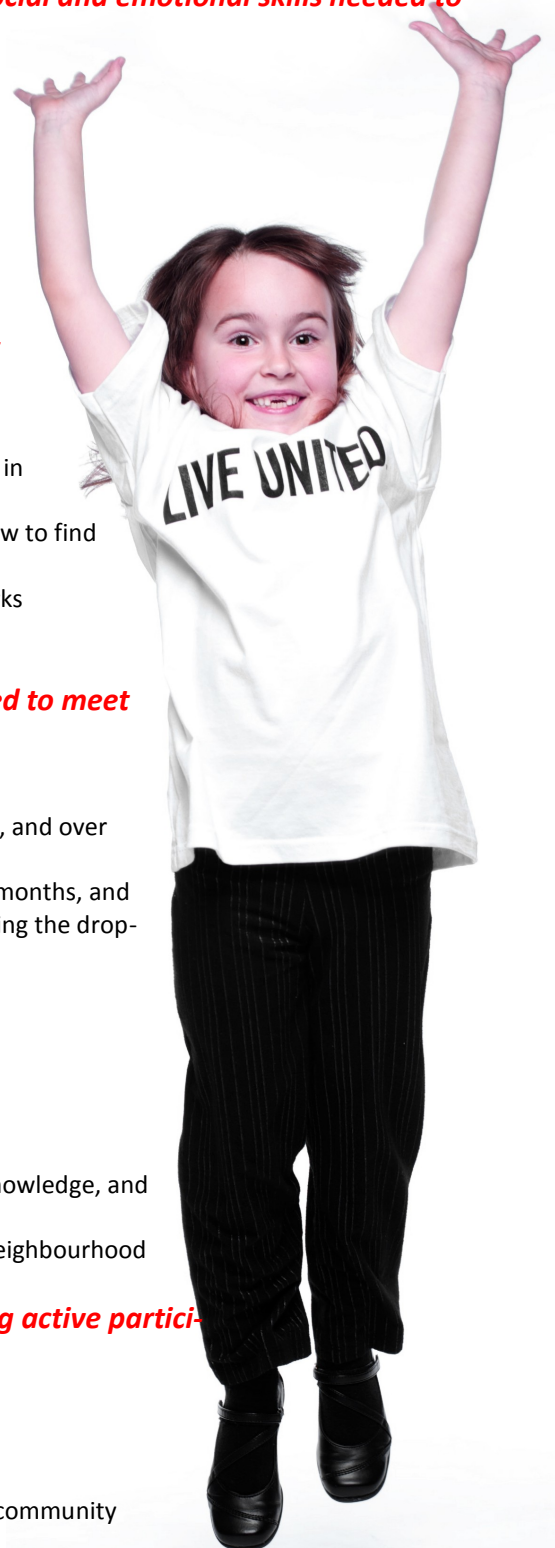 ocial and emotional skills needed to
LIVE UNITED
in
w to find
ks
ed to meet
, and over
months, and
ing the drop-
nowledge, and
eighbourhood
g active partici-
community